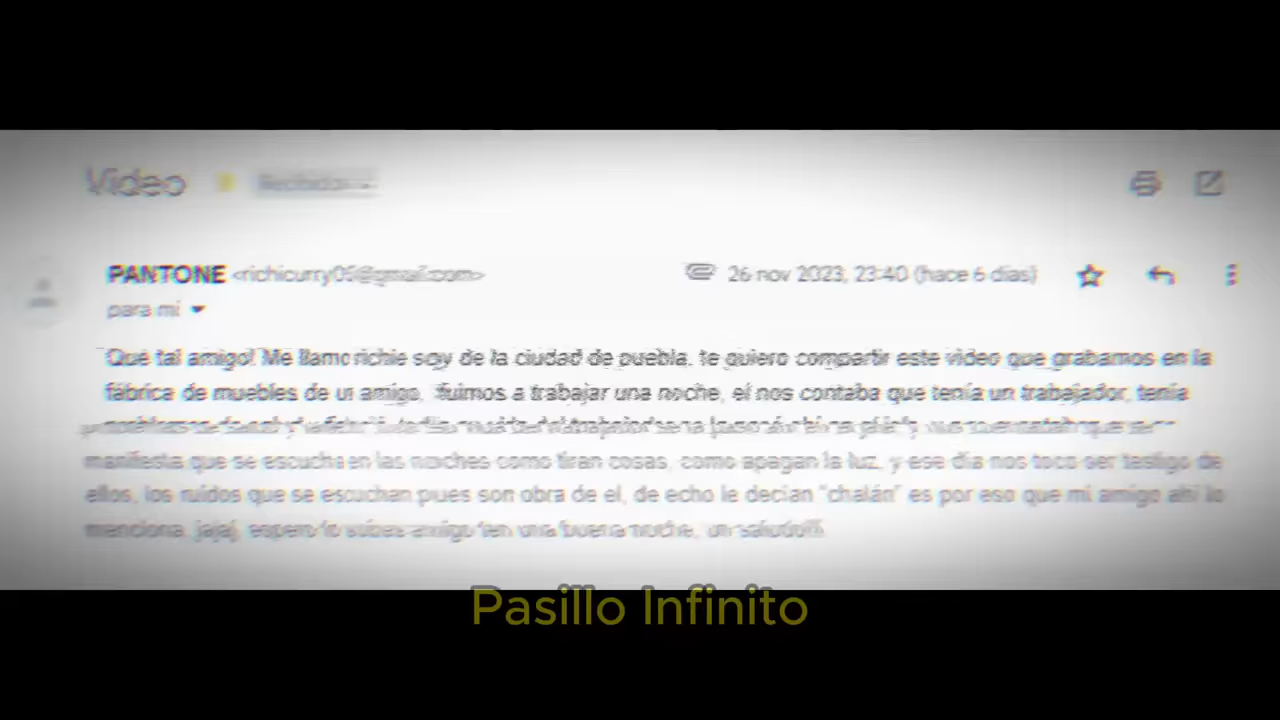 Video
Recibidos
PANTONE <richicurry05@gmail.com>
26 nov 2023, 23:40 (hace 6 días)
para mí
Que tal amigo! Me llamo richie soy de la ciudad de puebla, te quiero compartir este video que grabamos en la
fábrica de muebles de un amigo, fuimos a trabajar una noche, el nos contaba que tenía un trabajador, tenía
manifiesta que se escucha en las noches como tiran cosas, como apagan la luz, y ese dia nos toco ser testigo de
ellos, los ruidos que se escuchan pues son obra de el, de echo le decían "chalán" es por eso que mi amigo ahí lo
menciona, jajaj, espero lo subas amigo ten una buena noche, un saludo!!!
Pasillo Infinito